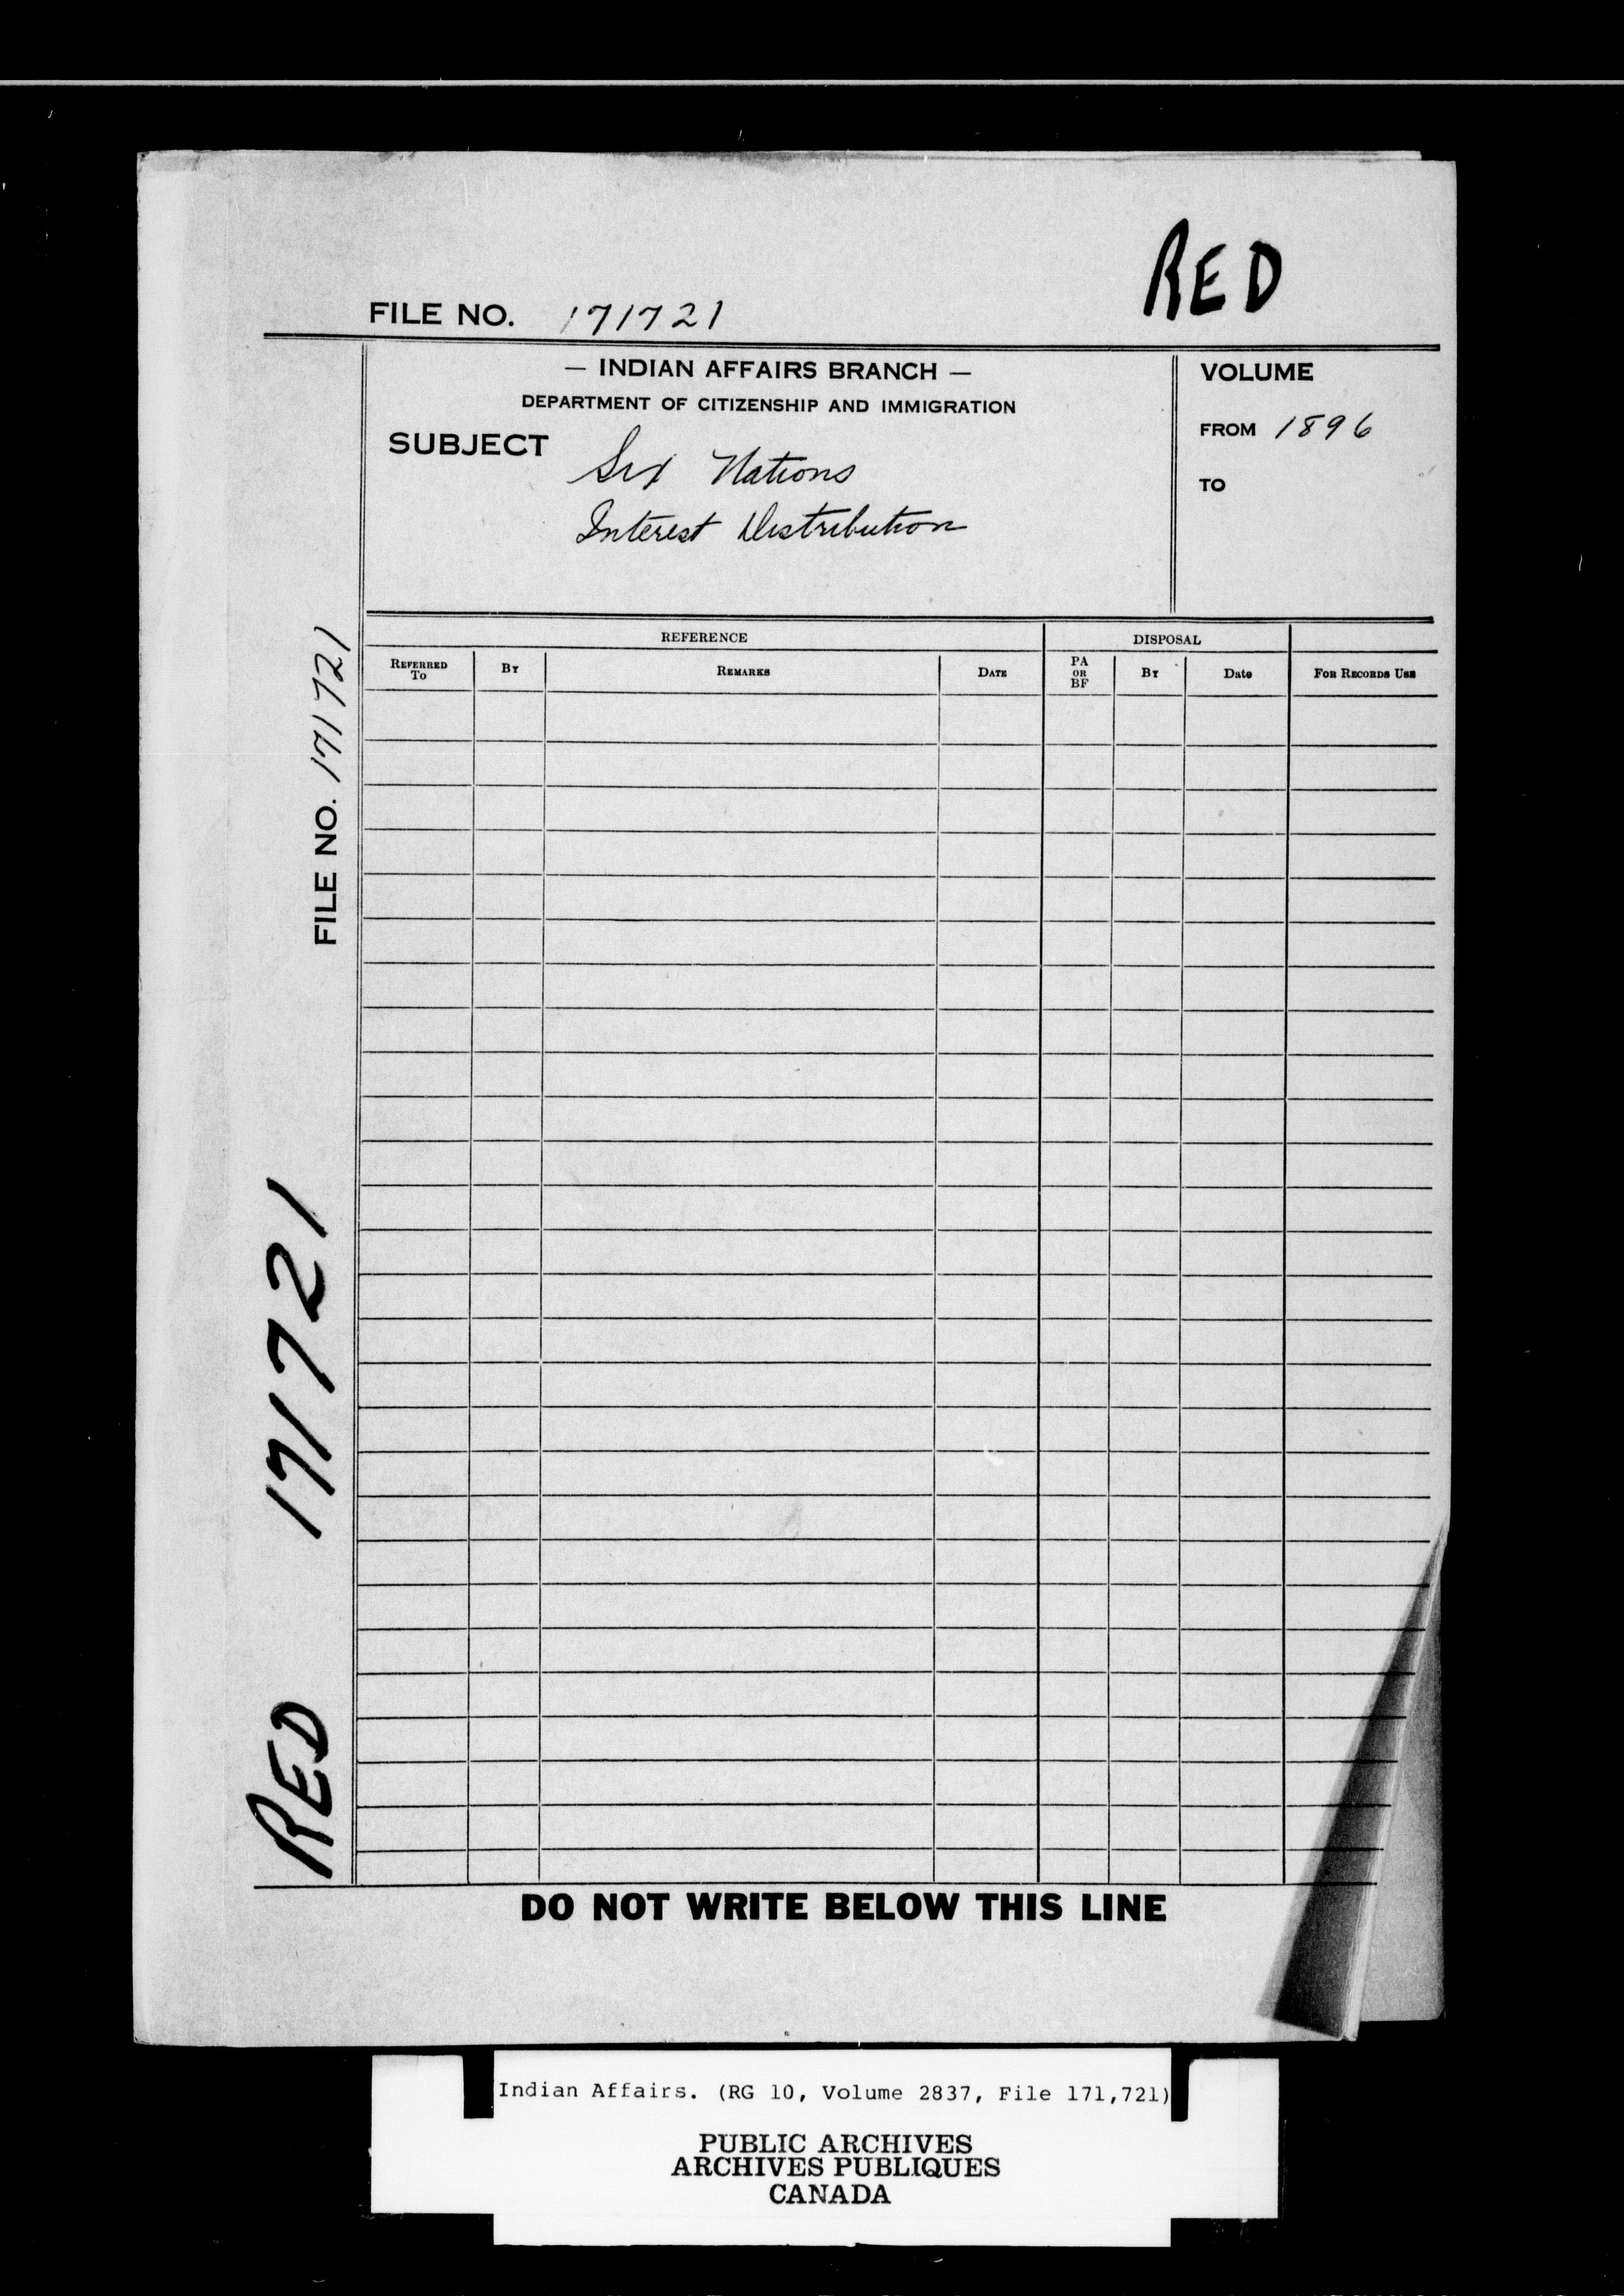 RED
FILE NO. 171721
— INDIAN AFFAIRS BRANCH —
DEPARTMENT OF CITIZENSHIP AND IMMIGRATION
SUBJECT Six Nations
Interest Distribution
VOLUME
FROM 1896
TO
REFERENCE
DISPOSAL
REFERRED TO
BY
REMARKS
DATE
PA OR BF
BY
Date
FOR RECORDS USE
FILE NO. 171721
RED 171721
DO NOT WRITE BELOW THIS LINE
Indian Affairs. (RG 10, Volume 2837, File 171,721)
PUBLIC ARCHIVES
ARCHIVES PUBLIQUES
CANADA